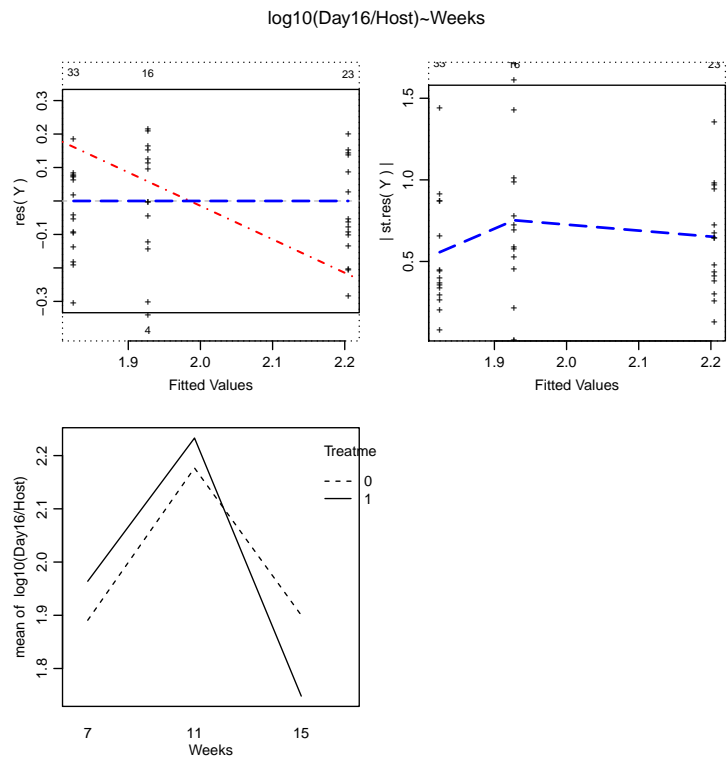 log10(Day16/Host)~Weeks
33 16 23
res( Y )
0.3
0.1
−0.1
−0.3
4
1.9 2.0 2.1 2.2
Fitted Values
33 16 23
| st.res( Y ) |
1.5
1.0
0.5
1.9 2.0 2.1 2.2
Fitted Values
mean of log10(Day16/Host)
2.2
2.1
2.0
1.9
1.8
Treatme
0
1
7 11 15
Weeks